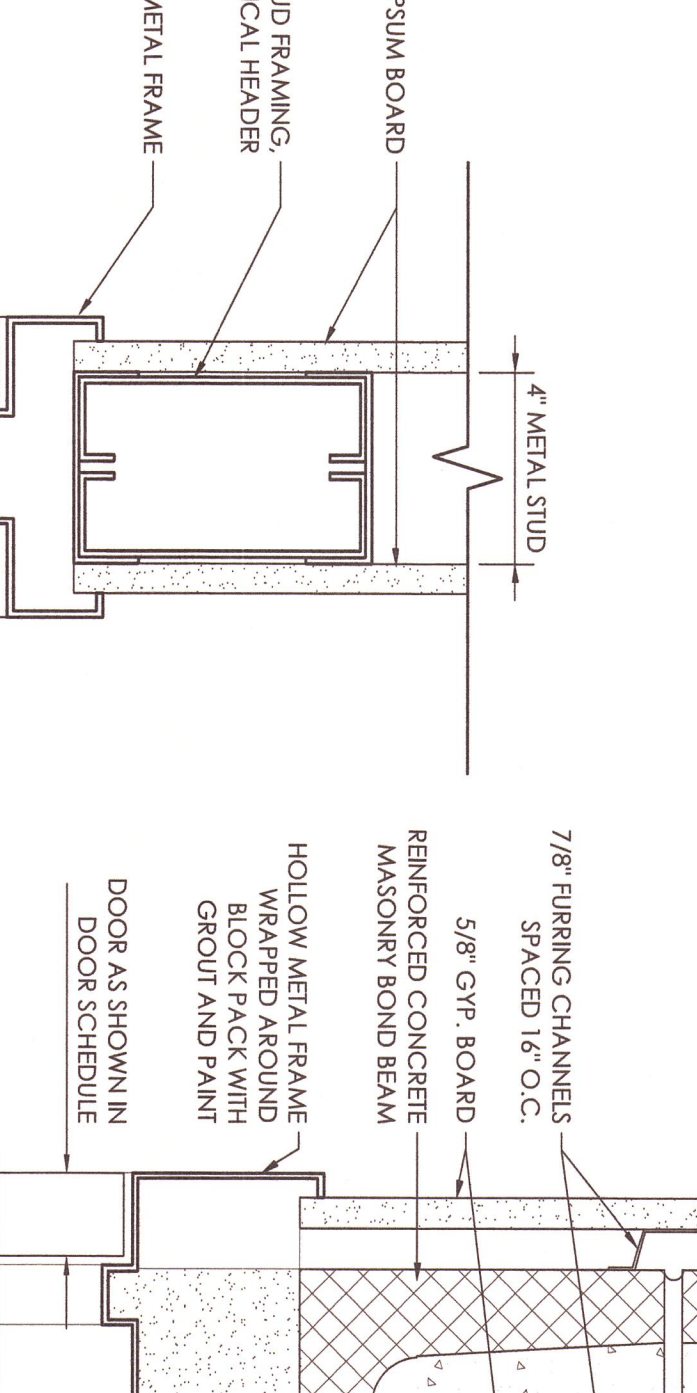 4" METAL STUD
PSUM BOARD
UD FRAMING,
ICAL HEADER
METAL FRAME
7/8" FURRING CHANNELS
SPACED 16" O.C.
5/8" GYP. BOARD
REINFORCED CONCRETE
MASONRY BOND BEAM
HOLLOW METAL FRAME
WRAPPED AROUND
BLOCK PACK WITH
GROUT AND PAINT
DOOR AS SHOWN IN
DOOR SCHEDULE